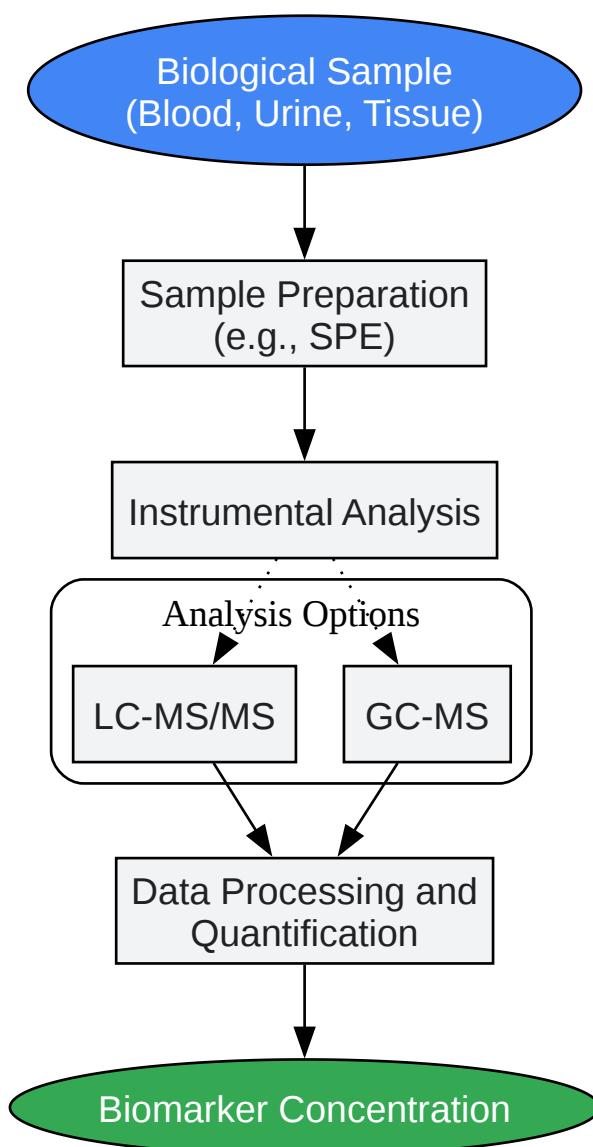 Biological Sample
(Blood, Urine, Tissue)
Sample Preparation
(e.g., SPE)
Instrumental Analysis
Analysis Options
LC-MS/MS
GC-MS
Data Processing and
Quantification
Biomarker Concentration